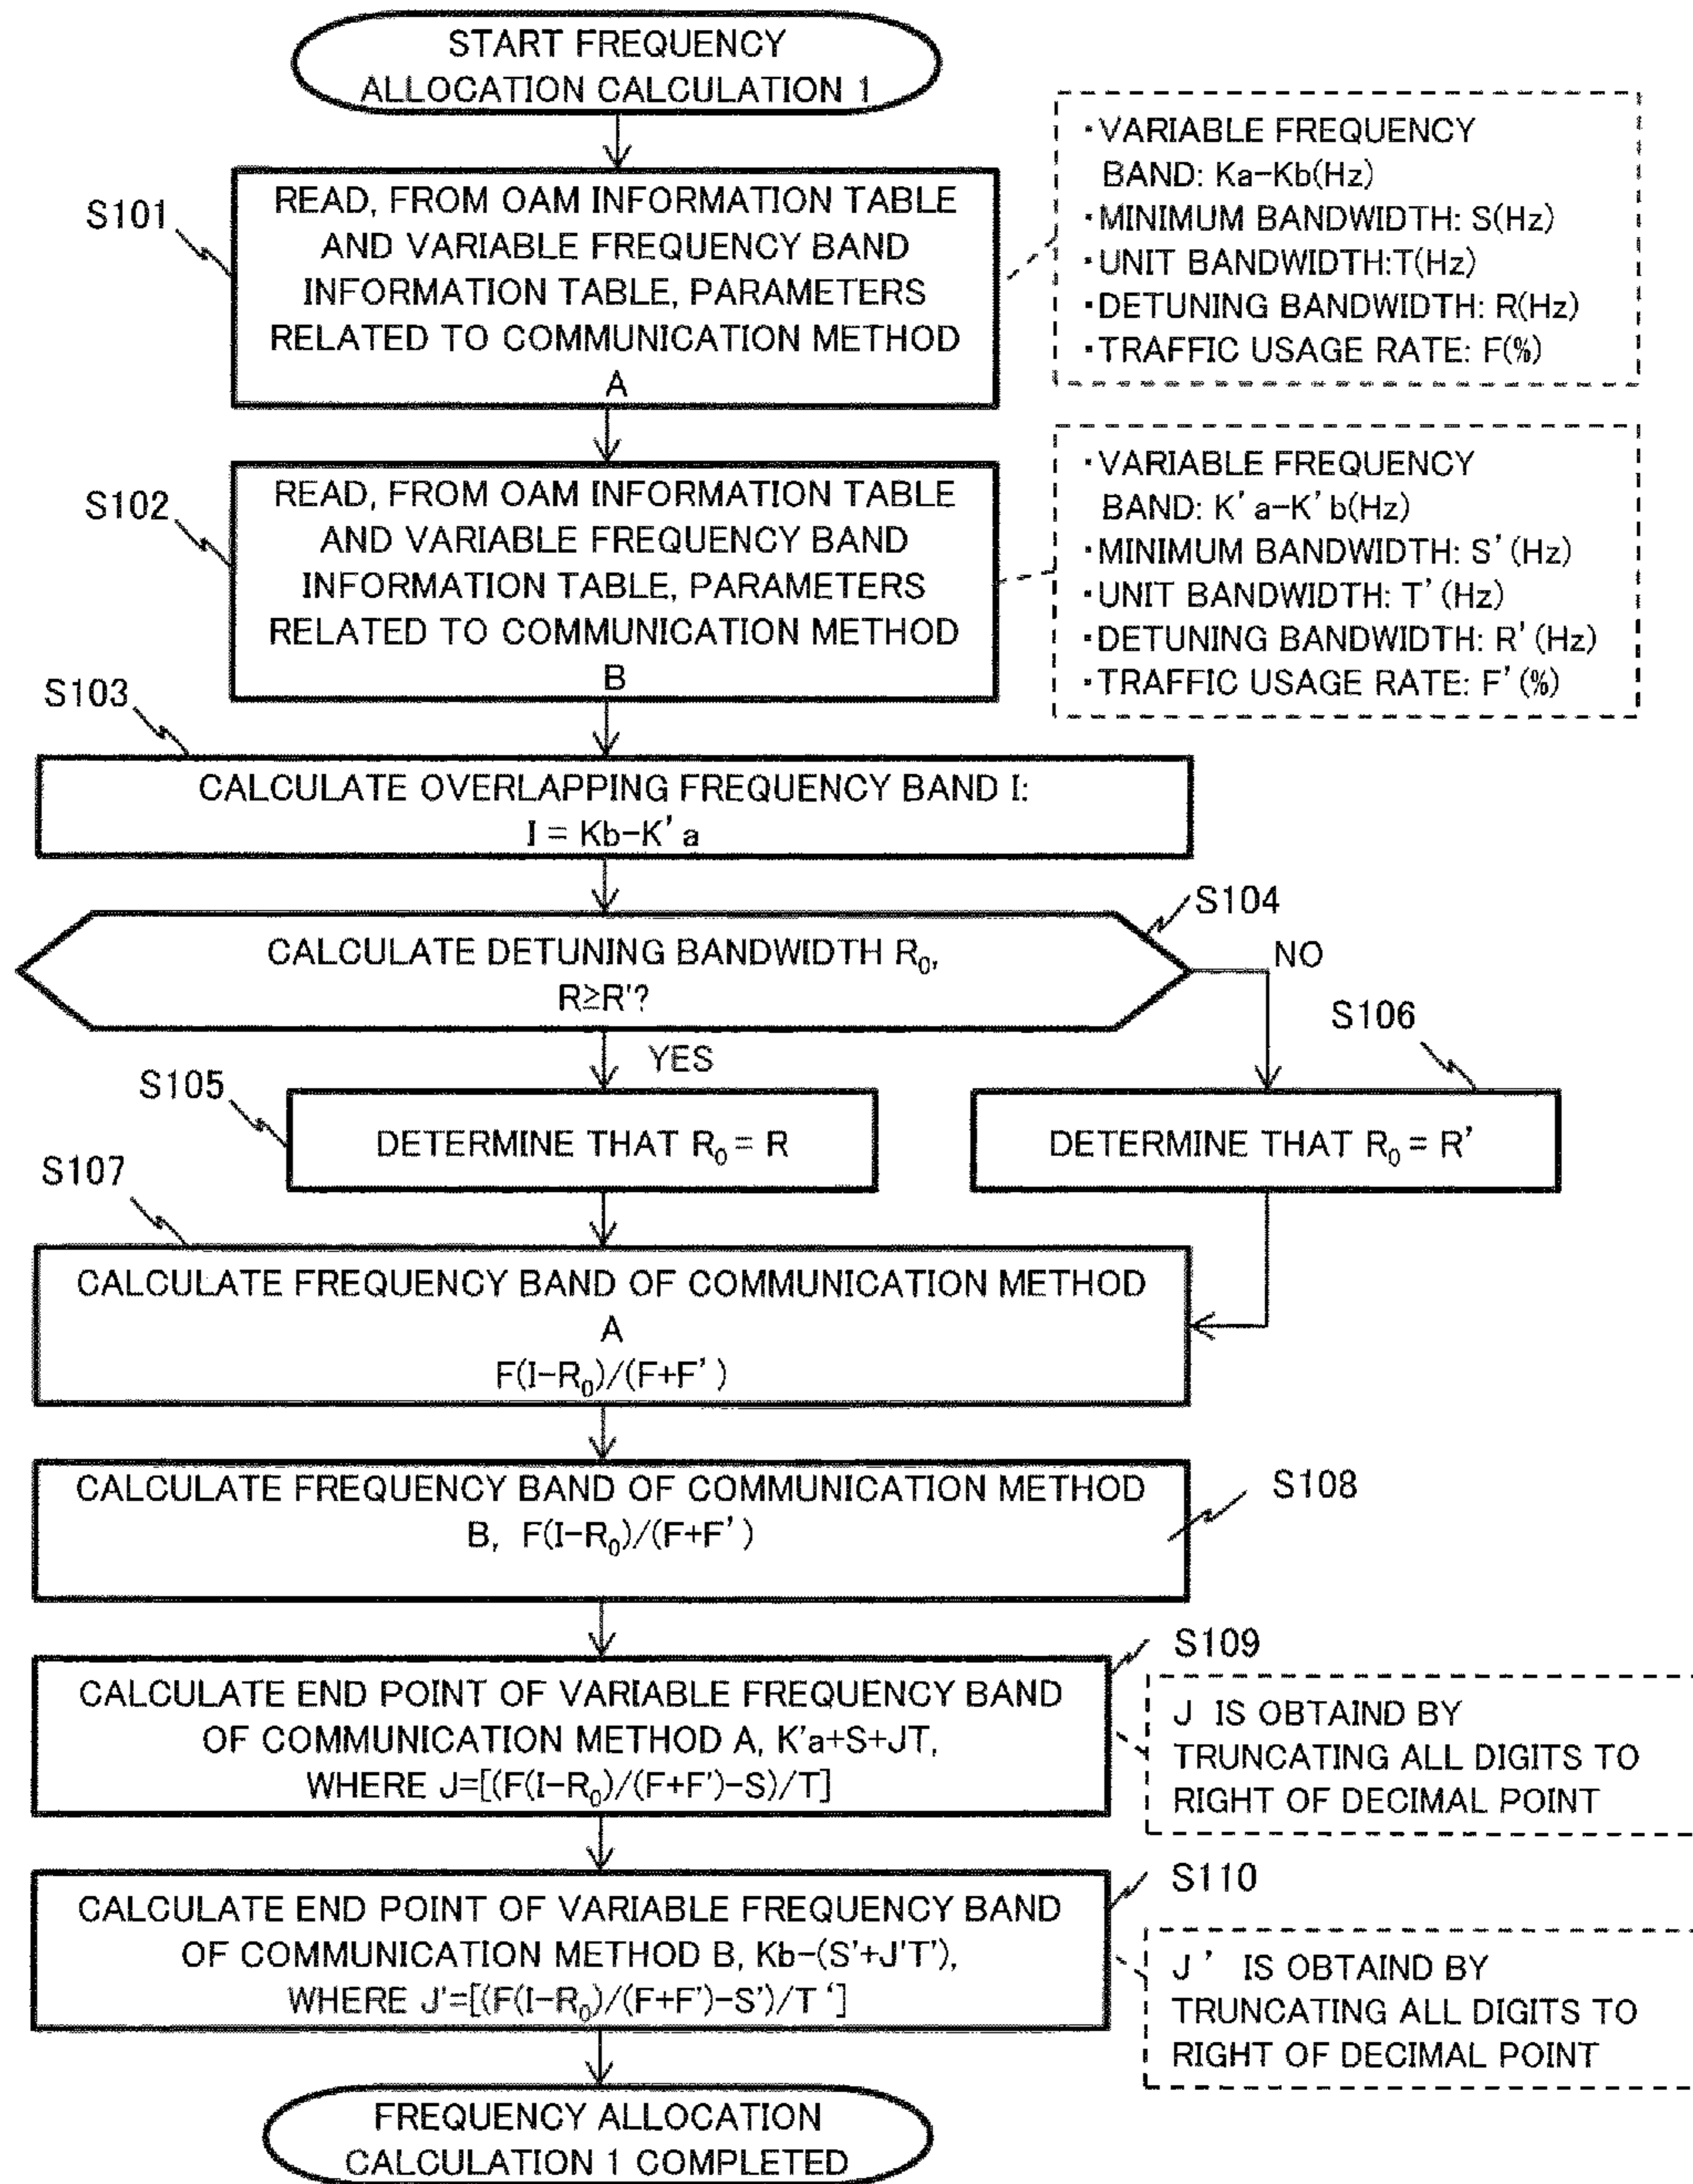 START FREQUENCY
ALLOCATION CALCULATION 1
S101
READ, FROM OAM INFORMATION TABLE
AND VARIABLE FREQUENCY BAND
INFORMATION TABLE, PARAMETERS
RELATED TO COMMUNICATION METHOD
A
・VARIABLE FREQUENCY
BAND: Ka-Kb(Hz)
・MINIMUM BANDWIDTH: S(Hz)
・UNIT BANDWIDTH:T(Hz)
・DETUNING BANDWIDTH: R(Hz)
・TRAFFIC USAGE RATE: F(%)
S102
READ, FROM OAM INFORMATION TABLE
AND VARIABLE FREQUENCY BAND
INFORMATION TABLE, PARAMETERS
RELATED TO COMMUNICATION METHOD
B
・VARIABLE FREQUENCY
BAND: K' a-K' b(Hz)
・MINIMUM BANDWIDTH: S' (Hz)
・UNIT BANDWIDTH: T' (Hz)
・DETUNING BANDWIDTH: R' (Hz)
・TRAFFIC USAGE RATE: F' (%)
S103
CALCULATE OVERLAPPING FREQUENCY BAND I:
I = Kb-K' a
S104
CALCULATE DETUNING BANDWIDTH R₀,
R≧R'?
NO
YES
S105
DETERMINE THAT R₀ = R
S106
DETERMINE THAT R₀ = R'
S107
CALCULATE FREQUENCY BAND OF COMMUNICATION METHOD
A
F(I-R₀)/(F+F' )
CALCULATE FREQUENCY BAND OF COMMUNICATION METHOD
B, F(I-R₀)/(F+F' )
S108
S109
CALCULATE END POINT OF VARIABLE FREQUENCY BAND
OF COMMUNICATION METHOD A, K'a+S+JT,
WHERE J=[(F(I-R₀)/(F+F')-S)/T]
J IS OBTAIND BY
TRUNCATING ALL DIGITS TO
RIGHT OF DECIMAL POINT
S110
CALCULATE END POINT OF VARIABLE FREQUENCY BAND
OF COMMUNICATION METHOD B, Kb-(S'+J'T'),
WHERE J'=[(F(I-R₀)/(F+F')-S')/T ‘]
J ' IS OBTAIND BY
TRUNCATING ALL DIGITS TO
RIGHT OF DECIMAL POINT
FREQUENCY ALLOCATION
CALCULATION 1 COMPLETED